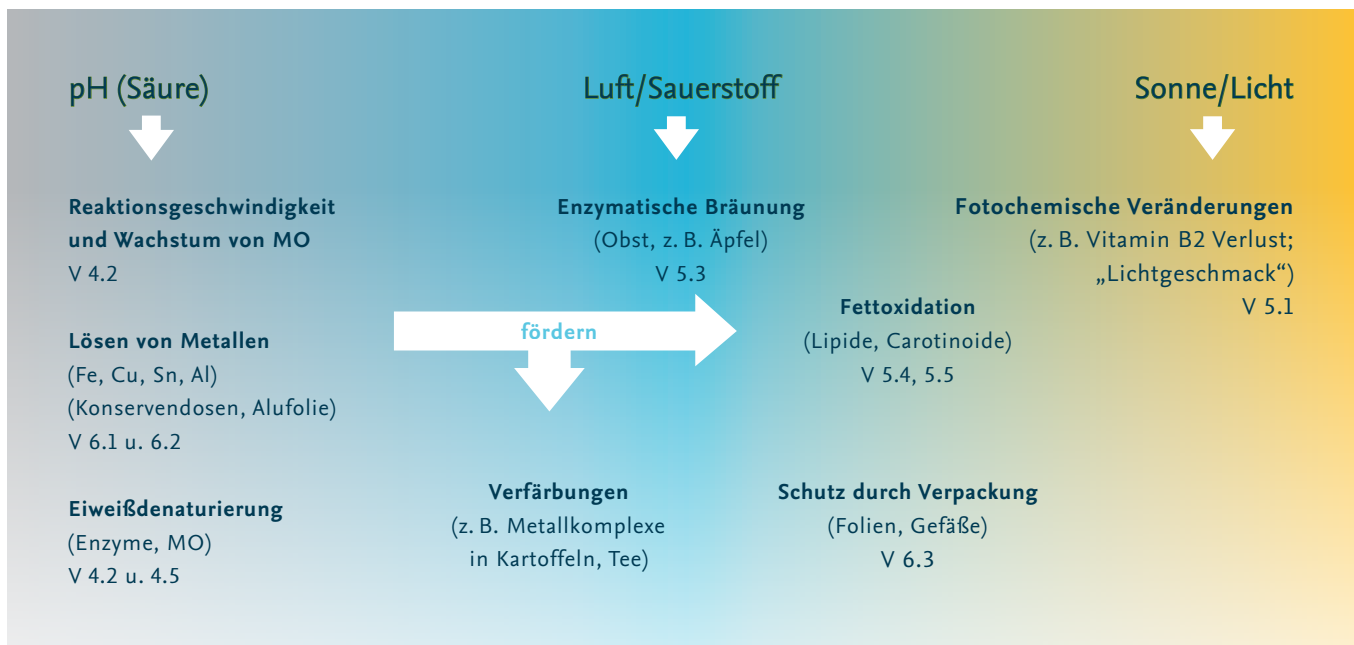 pH (Säure)
Luft/Sauerstoff
Sonne/Licht
Reaktionsgeschwindigkeit
und Wachstum von MO
V 4.2
Lösen von Metallen
(Fe, Cu, Sn, Al)
(Konservendosen, Alufolie)
V 6.1 u. 6.2
Eiweißdenaturierung
(Enzyme, MO)
V 4.2 u. 4.5
Enzymatische Bräunung
(Obst, z. B. Äpfel)
V 5.3
fördern
Verfärbungen
(z. B. Metallkomplexe
in Kartoffeln, Tee)
Fotochemische Veränderungen
(z. B. Vitamin B2 Verlust;
„Lichtgeschmack“)
V 5.1
Fettoxidation
(Lipide, Carotinoide)
V 5.4, 5.5
Schutz durch Verpackung
(Folien, Gefäße)
V 6.3